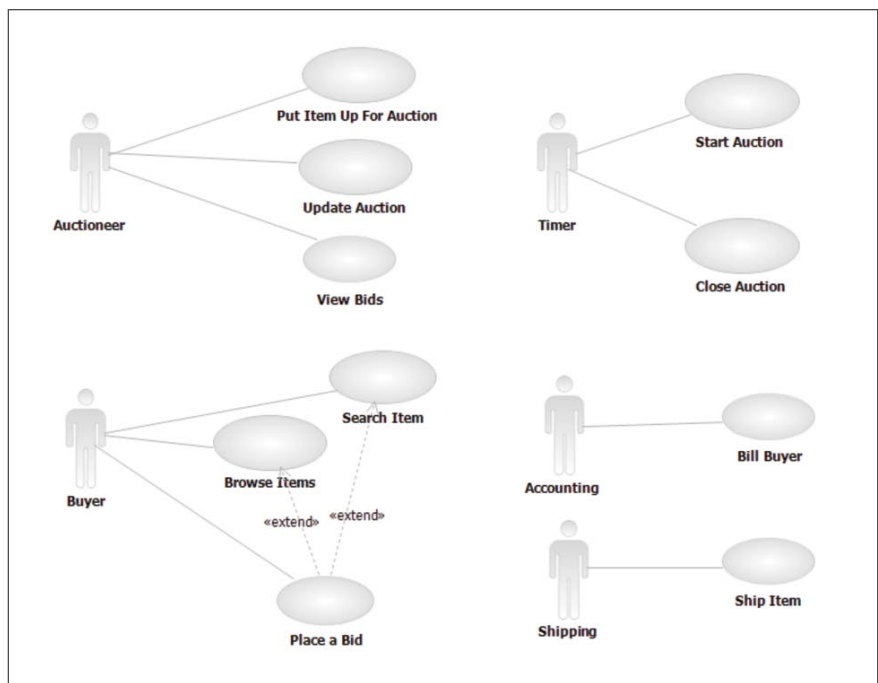 Put Item Up For Auction
Update Auction
Auctioneer
View Bids
Start Auction
Timer
Close Auction
Search Item
Browse Items
Buyer
«extend»
«extend»
Place a Bid
Bill Buyer
Accounting
Ship Item
Shipping